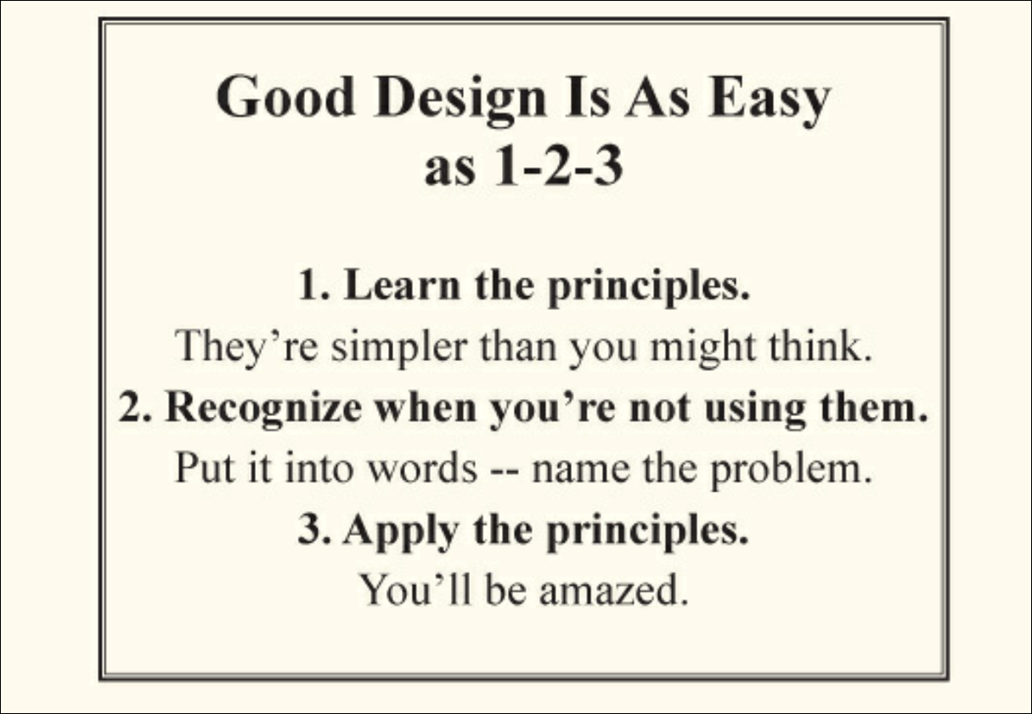 Good Design Is As Easy
as 1-2-3
1. Learn the principles.
They’re simpler than you might think.
2. Recognize when you’re not using them.
Put it into words -- name the problem.
3. Apply the principles.
You’ll be amazed.